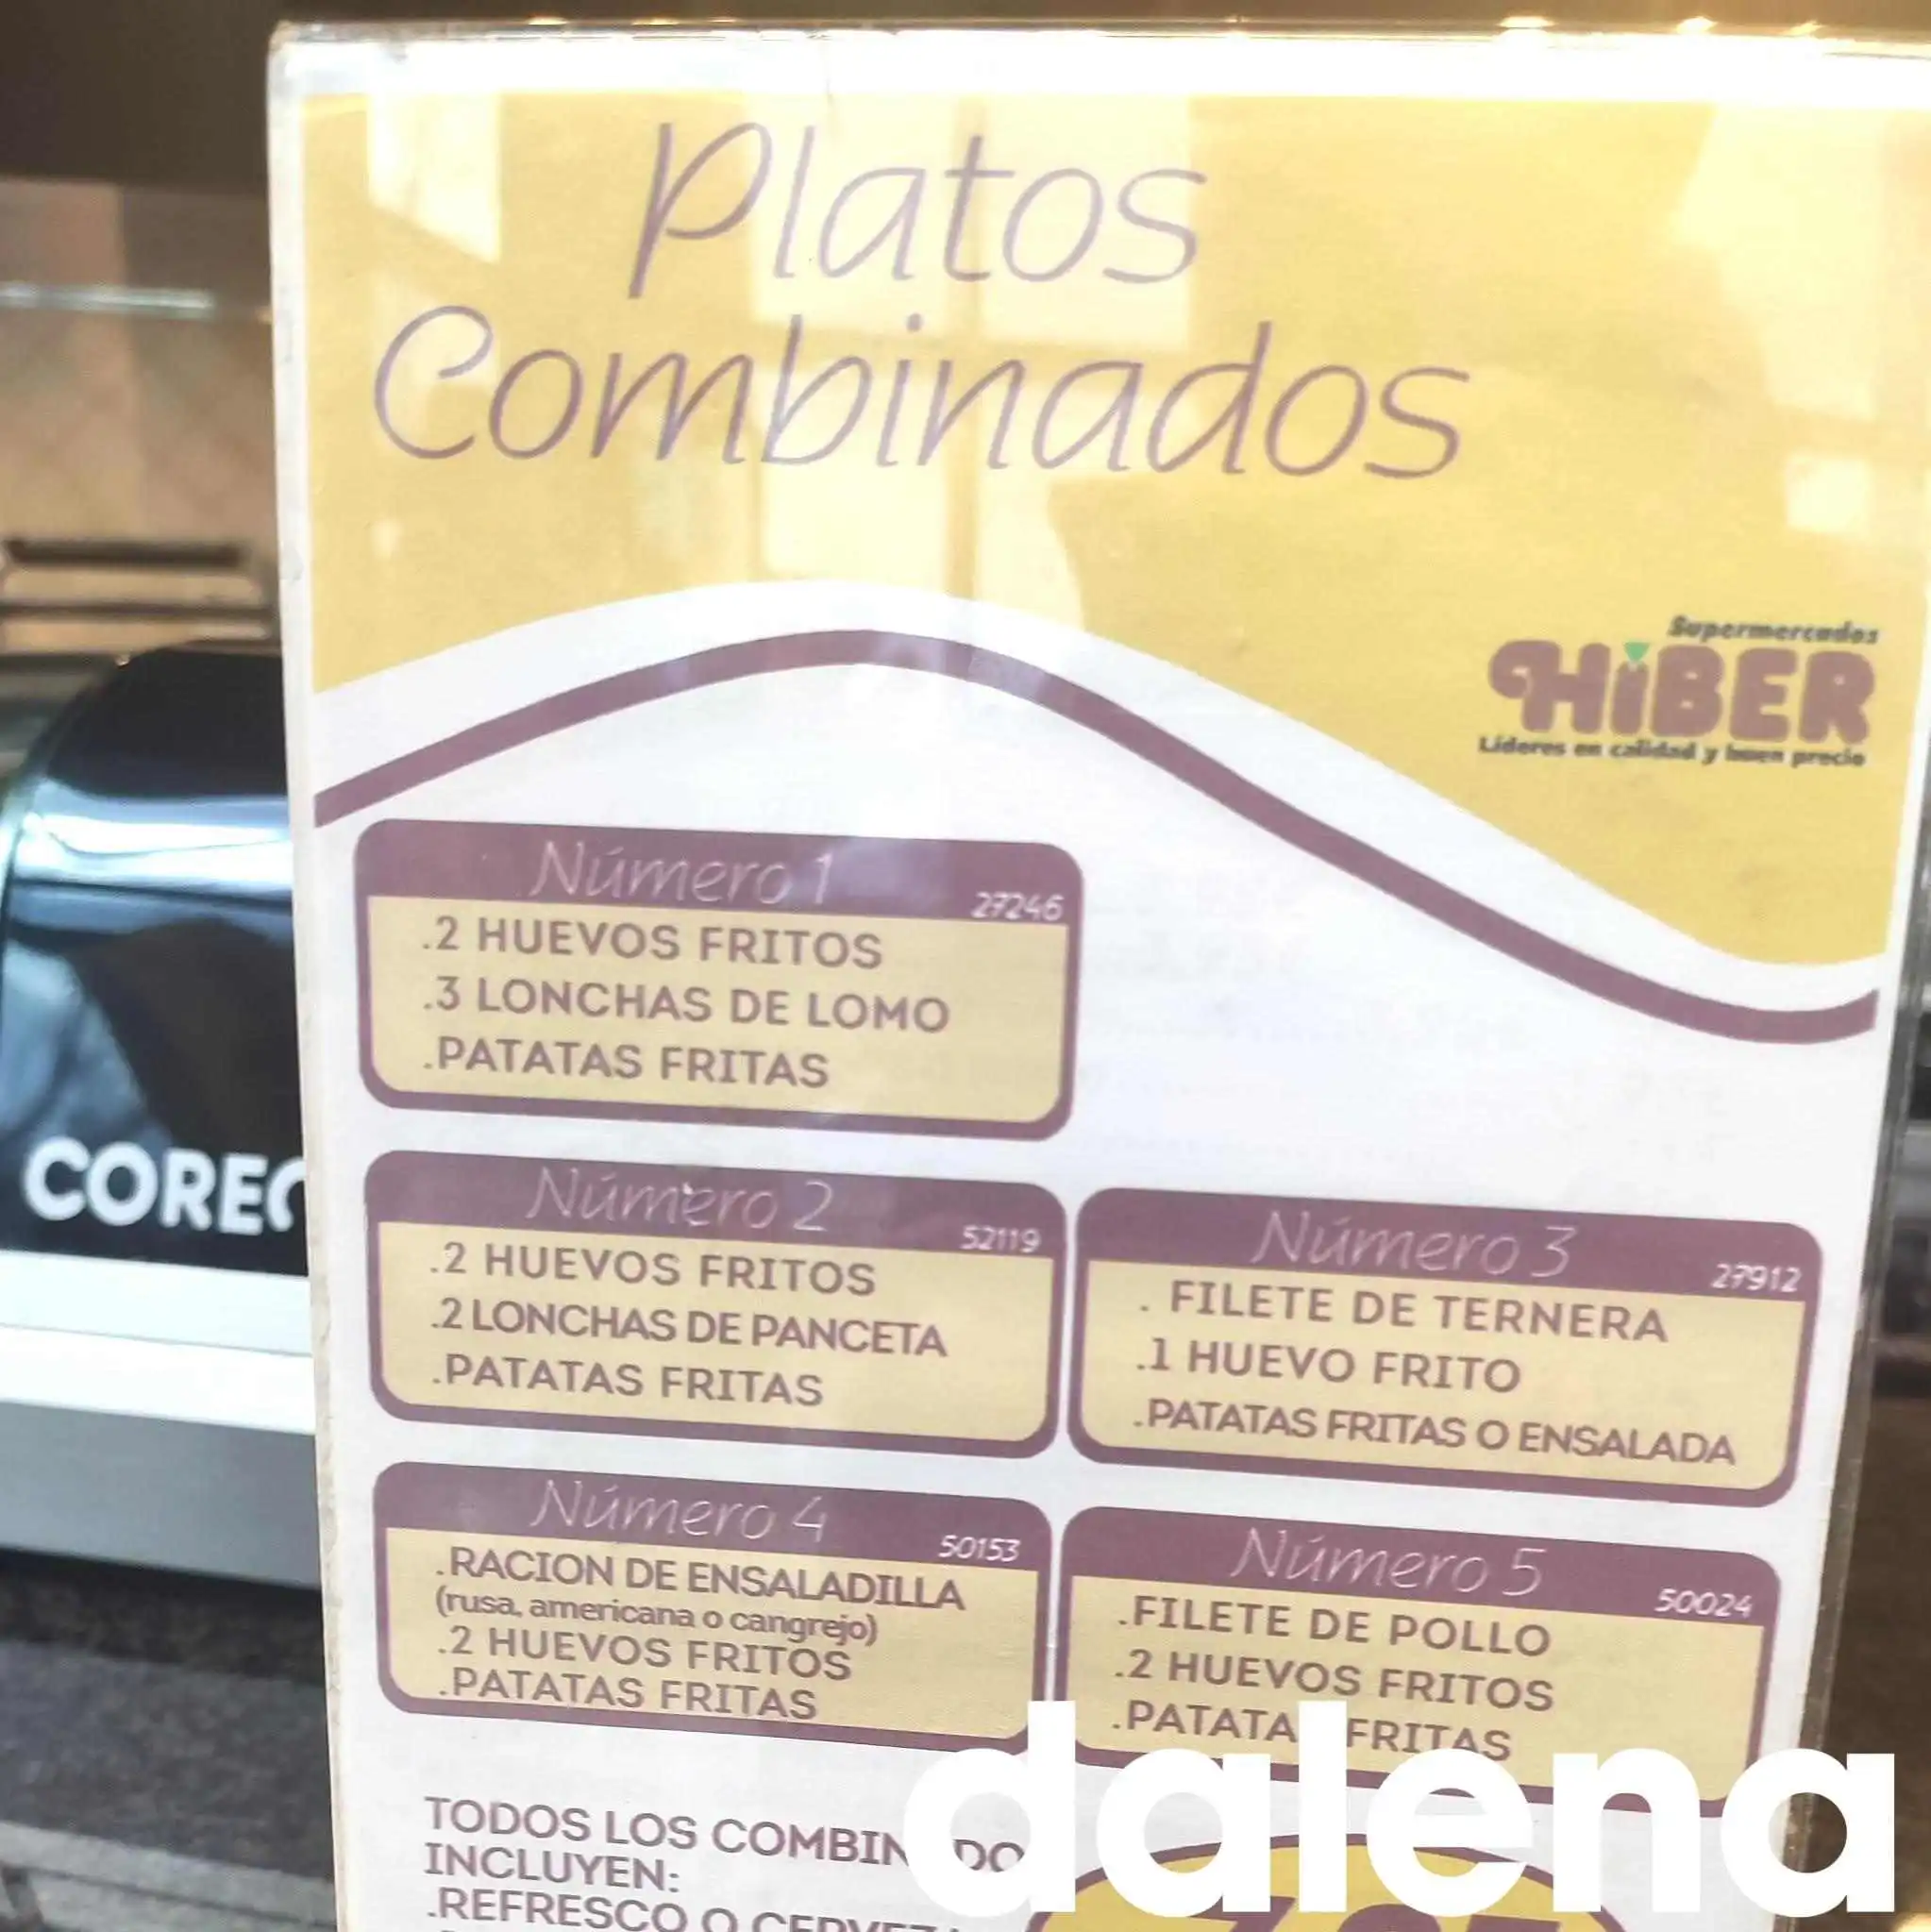 Platos
Combinados
Supermercados
HiBER
Líderes en calidad y buen precio
Número 1
27246
.2 HUEVOS FRITOS
.3 LONCHAS DE LOMO
.PATATAS FRITAS
Número 2
52119
.2 HUEVOS FRITOS
.2 LONCHAS DE PANCETA
.PATATAS FRITAS
Número 3
27912
. FILETE DE TERNERA
.1 HUEVO FRITO
.PATATAS FRITAS O ENSALADA
Número 4
50153
.RACION DE ENSALADILLA
(rusa, americana o cangrejo)
.2 HUEVOS FRITOS
.PATATAS FRITAS
Número 5
50024
.FILETE DE POLLO
.2 HUEVOS FRITOS
.PATATA FRITAS
TODOS LOS
INCLUYEN:
.REFRESCO O
COREC
dalena